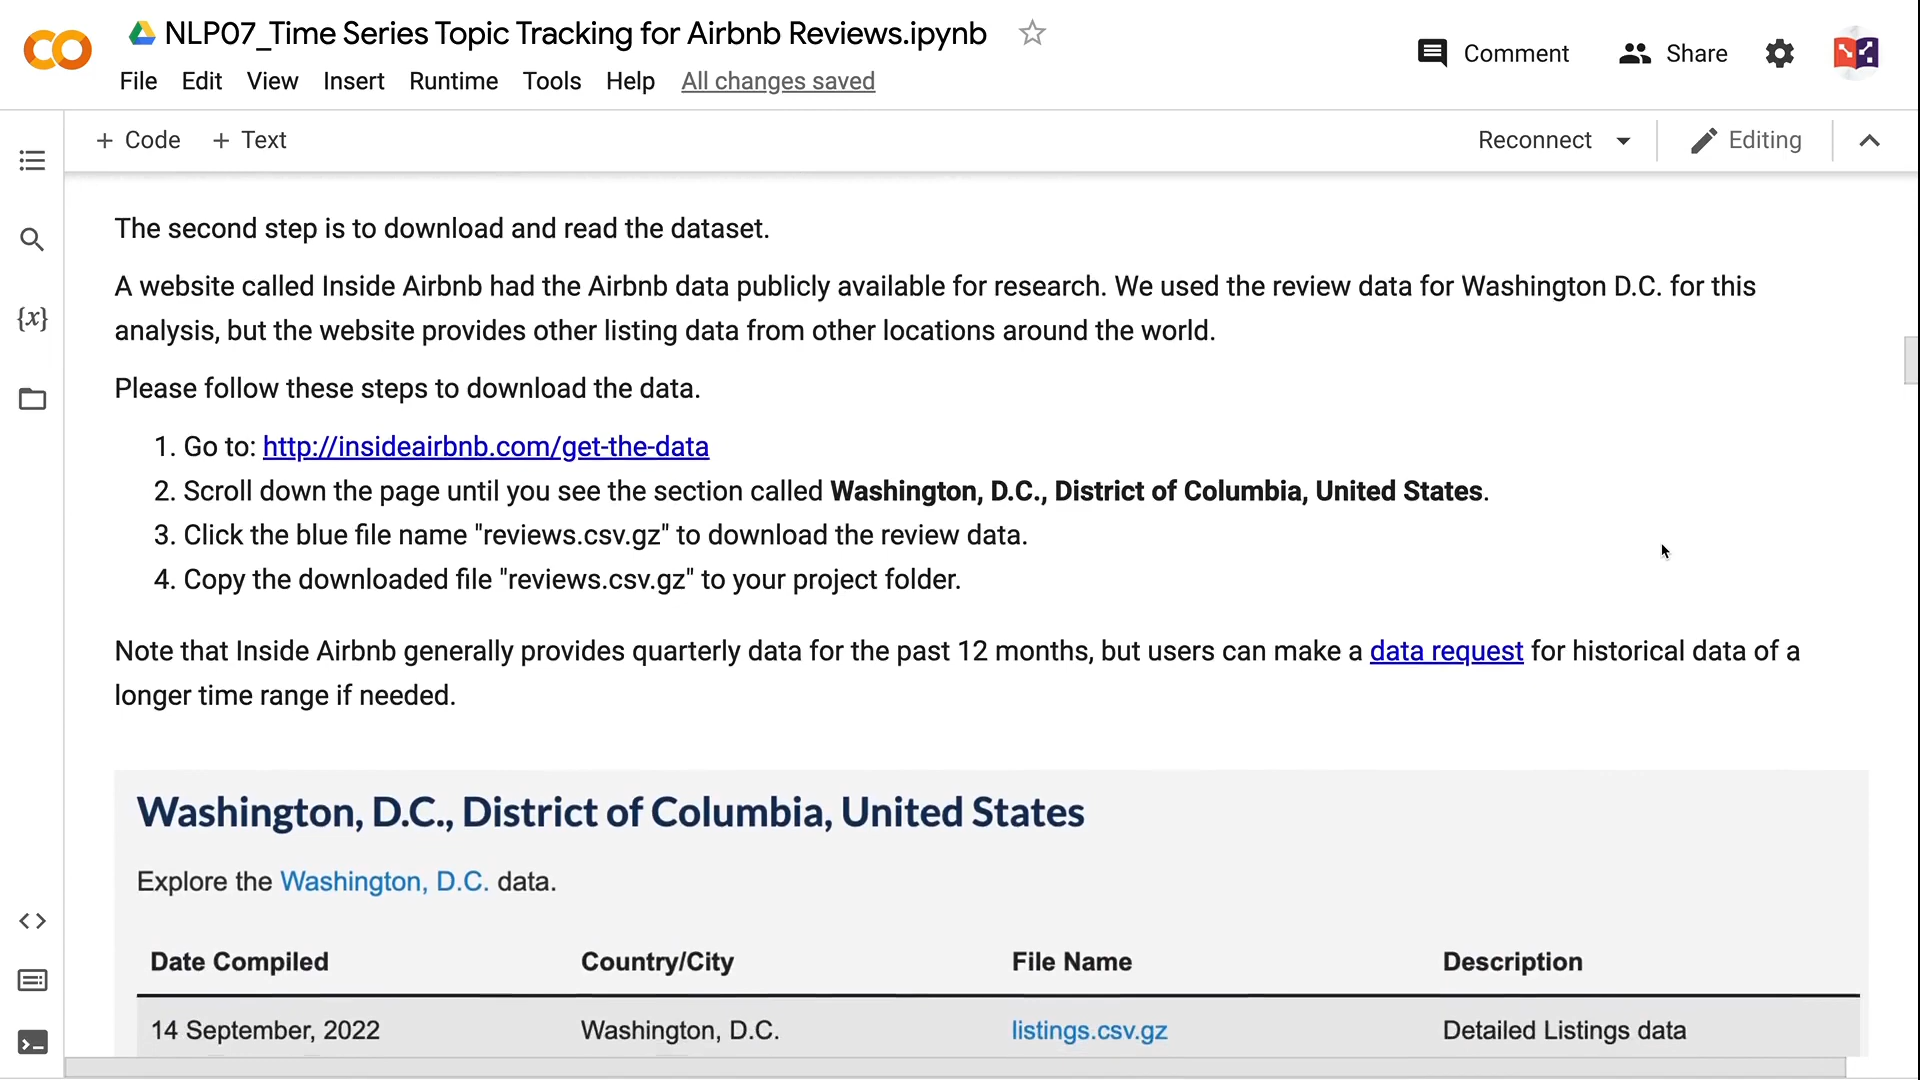 NLP07_Time Series Topic Tracking for Airbnb Reviews.ipynb
File Edit View Insert Runtime Tools Help All changes saved
Comment Share
+ Code + Text
Reconnect Editing
The second step is to download and read the dataset.
A website called Inside Airbnb had the Airbnb data publicly available for research. We used the review data for Washington D.C. for this
analysis, but the website provides other listing data from other locations around the world.
Please follow these steps to download the data.
1. Go to: http://insideairbnb.com/get-the-data
2. Scroll down the page until you see the section called Washington, D.C., District of Columbia, United States.
3. Click the blue file name "reviews.csv.gz" to download the review data.
4. Copy the downloaded file "reviews.csv.gz" to your project folder.
Note that Inside Airbnb generally provides quarterly data for the past 12 months, but users can make a data request for historical data of a
longer time range if needed.
Washington, D.C., District of Columbia, United States
Explore the Washington, D.C. data.
Date Compiled Country/City File Name Description
14 September, 2022 Washington, D.C. listings.csv.gz Detailed Listings data